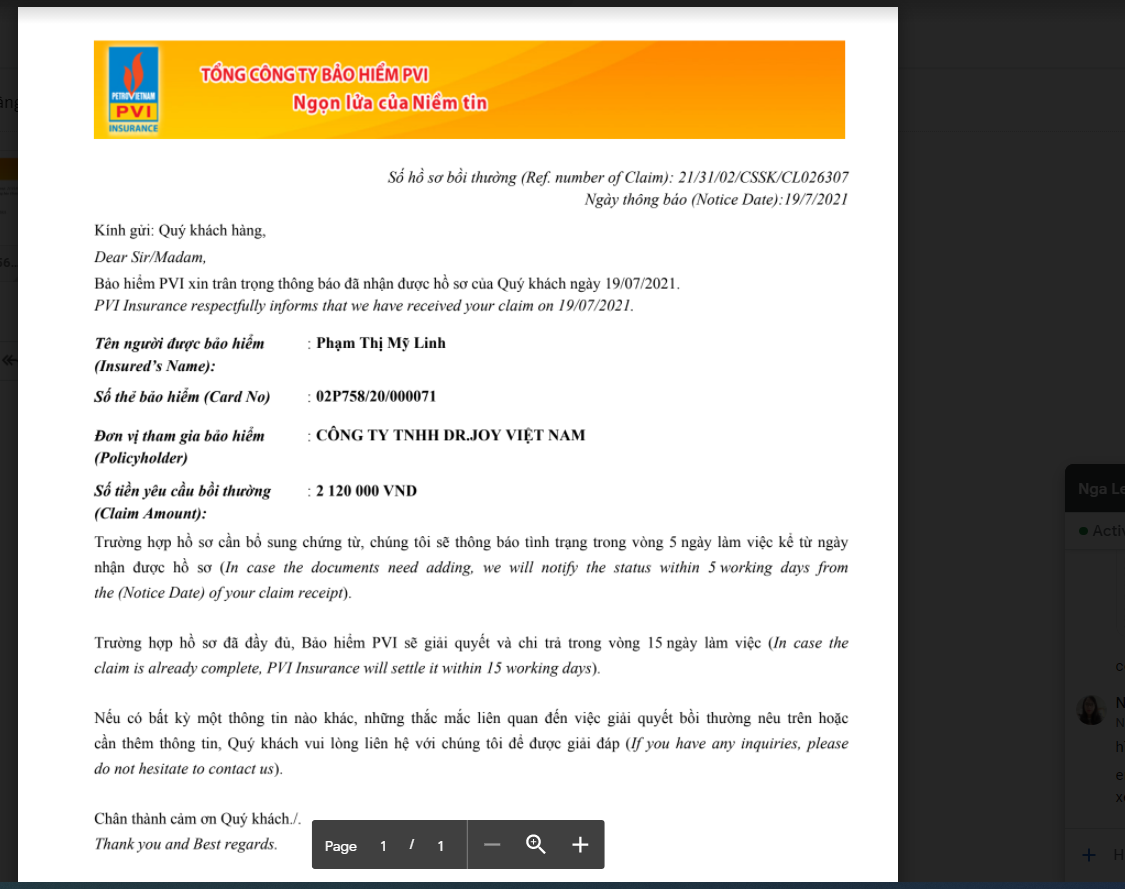 PETROVIETNAM
PVI
INSURANCE
TỔNG CÔNG TY BẢO HIỂM PVI
Ngọn lửa của Niềm tin
Số hồ sơ bồi thường (Ref. number of Claim): 21/31/02/CSSK/CL026307
Ngày thông báo (Notice Date):19/7/2021
Kính gửi: Quý khách hàng,
Dear Sir/Madam,
Bảo hiểm PVI xin trân trọng thông báo đã nhận được hồ sơ của Quý khách ngày 19/07/2021.
PVI Insurance respectfully informs that we have received your claim on 19/07/2021.
Tên người được bảo hiểm : Phạm Thị Mỹ Linh
(Insured's Name):
Số thẻ bảo hiểm (Card No) : 02P758/20/000071
Đơn vị tham gia bảo hiểm : CÔNG TY TNHH DR.JOY VIỆT NAM
(Policyholder)
Số tiền yêu cầu bồi thường : 2 120 000 VND
(Claim Amount):
Trường hợp hồ sơ cần bổ sung chứng từ, chúng tôi sẽ thông báo tình trạng trong vòng 5 ngày làm việc kể từ ngày
nhận được hồ sơ (In case the documents need adding, we will notify the status within 5 working days from
the (Notice Date) of your claim receipt).
Trường hợp hồ sơ đã đầy đủ, Bảo hiểm PVI sẽ giải quyết và chi trả trong vòng 15 ngày làm việc (In case the
claim is already complete, PVI Insurance will settle it within 15 working days).
Nếu có bất kỳ một thông tin nào khác, những thắc mắc liên quan đến việc giải quyết bồi thường nêu trên hoặc
cần thêm thông tin, Quý khách vui lòng liên hệ với chúng tôi để được giải đáp (If you have any inquiries, please
do not hesitate to contact us).
Chân thành cảm ơn Quý khách./.
Thank you and Best regards.
Page 1 / 1
Nga